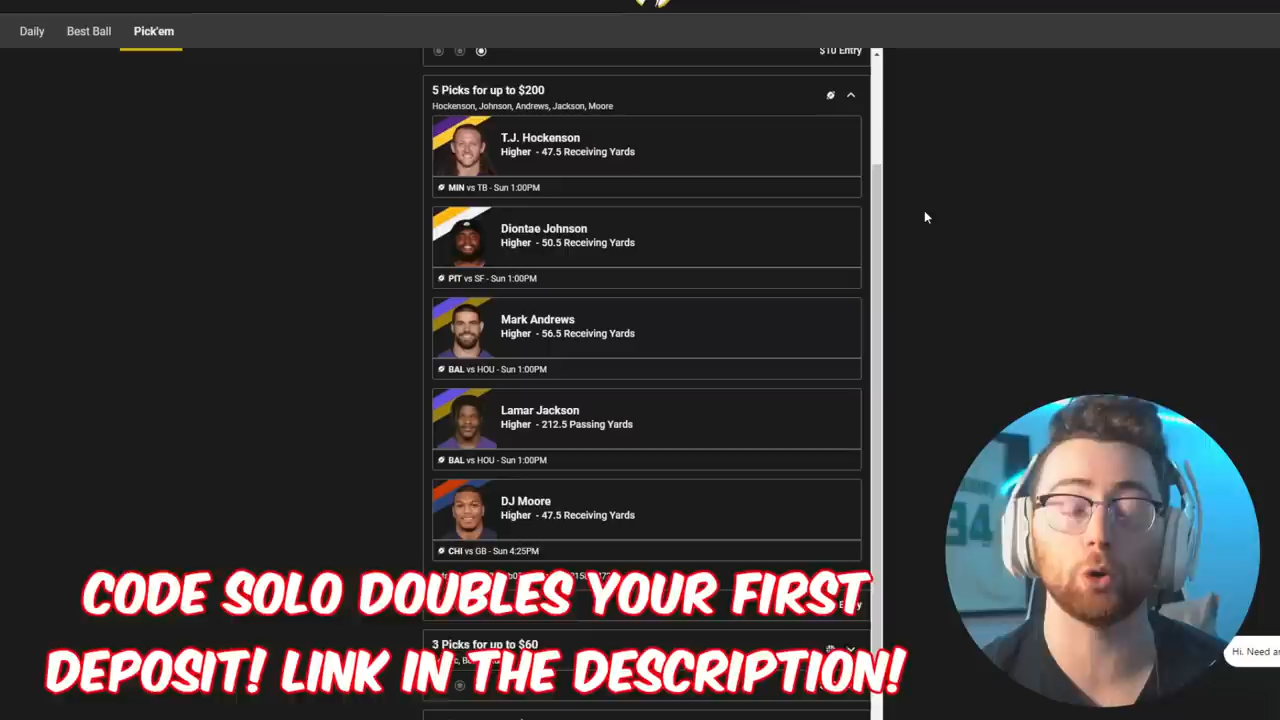 Daily Best Ball Pick'em
$10 Entry
5 Picks for up to $200
Hockenson, Johnson, Andrews, Jackson, Moore
T.J. Hockenson
Higher - 47.5 Receiving Yards
MIN vs TB - Sun 1:00PM
Diontae Johnson
Higher - 50.5 Receiving Yards
PIT vs SF - Sun 1:00PM
Mark Andrews
Higher - 56.5 Receiving Yards
BAL vs HOU - Sun 1:00PM
Lamar Jackson
Higher - 212.5 Passing Yards
BAL vs HOU - Sun 1:00PM
DJ Moore
Higher - 47.5 Receiving Yards
CHI vs GB - Sun 4:25PM
CODE SOLO DOUBLES YOUR FIRST
DEPOSIT! LINK IN THE DESCRIPTION!
3 Picks for up to $60
Hi. Need
34